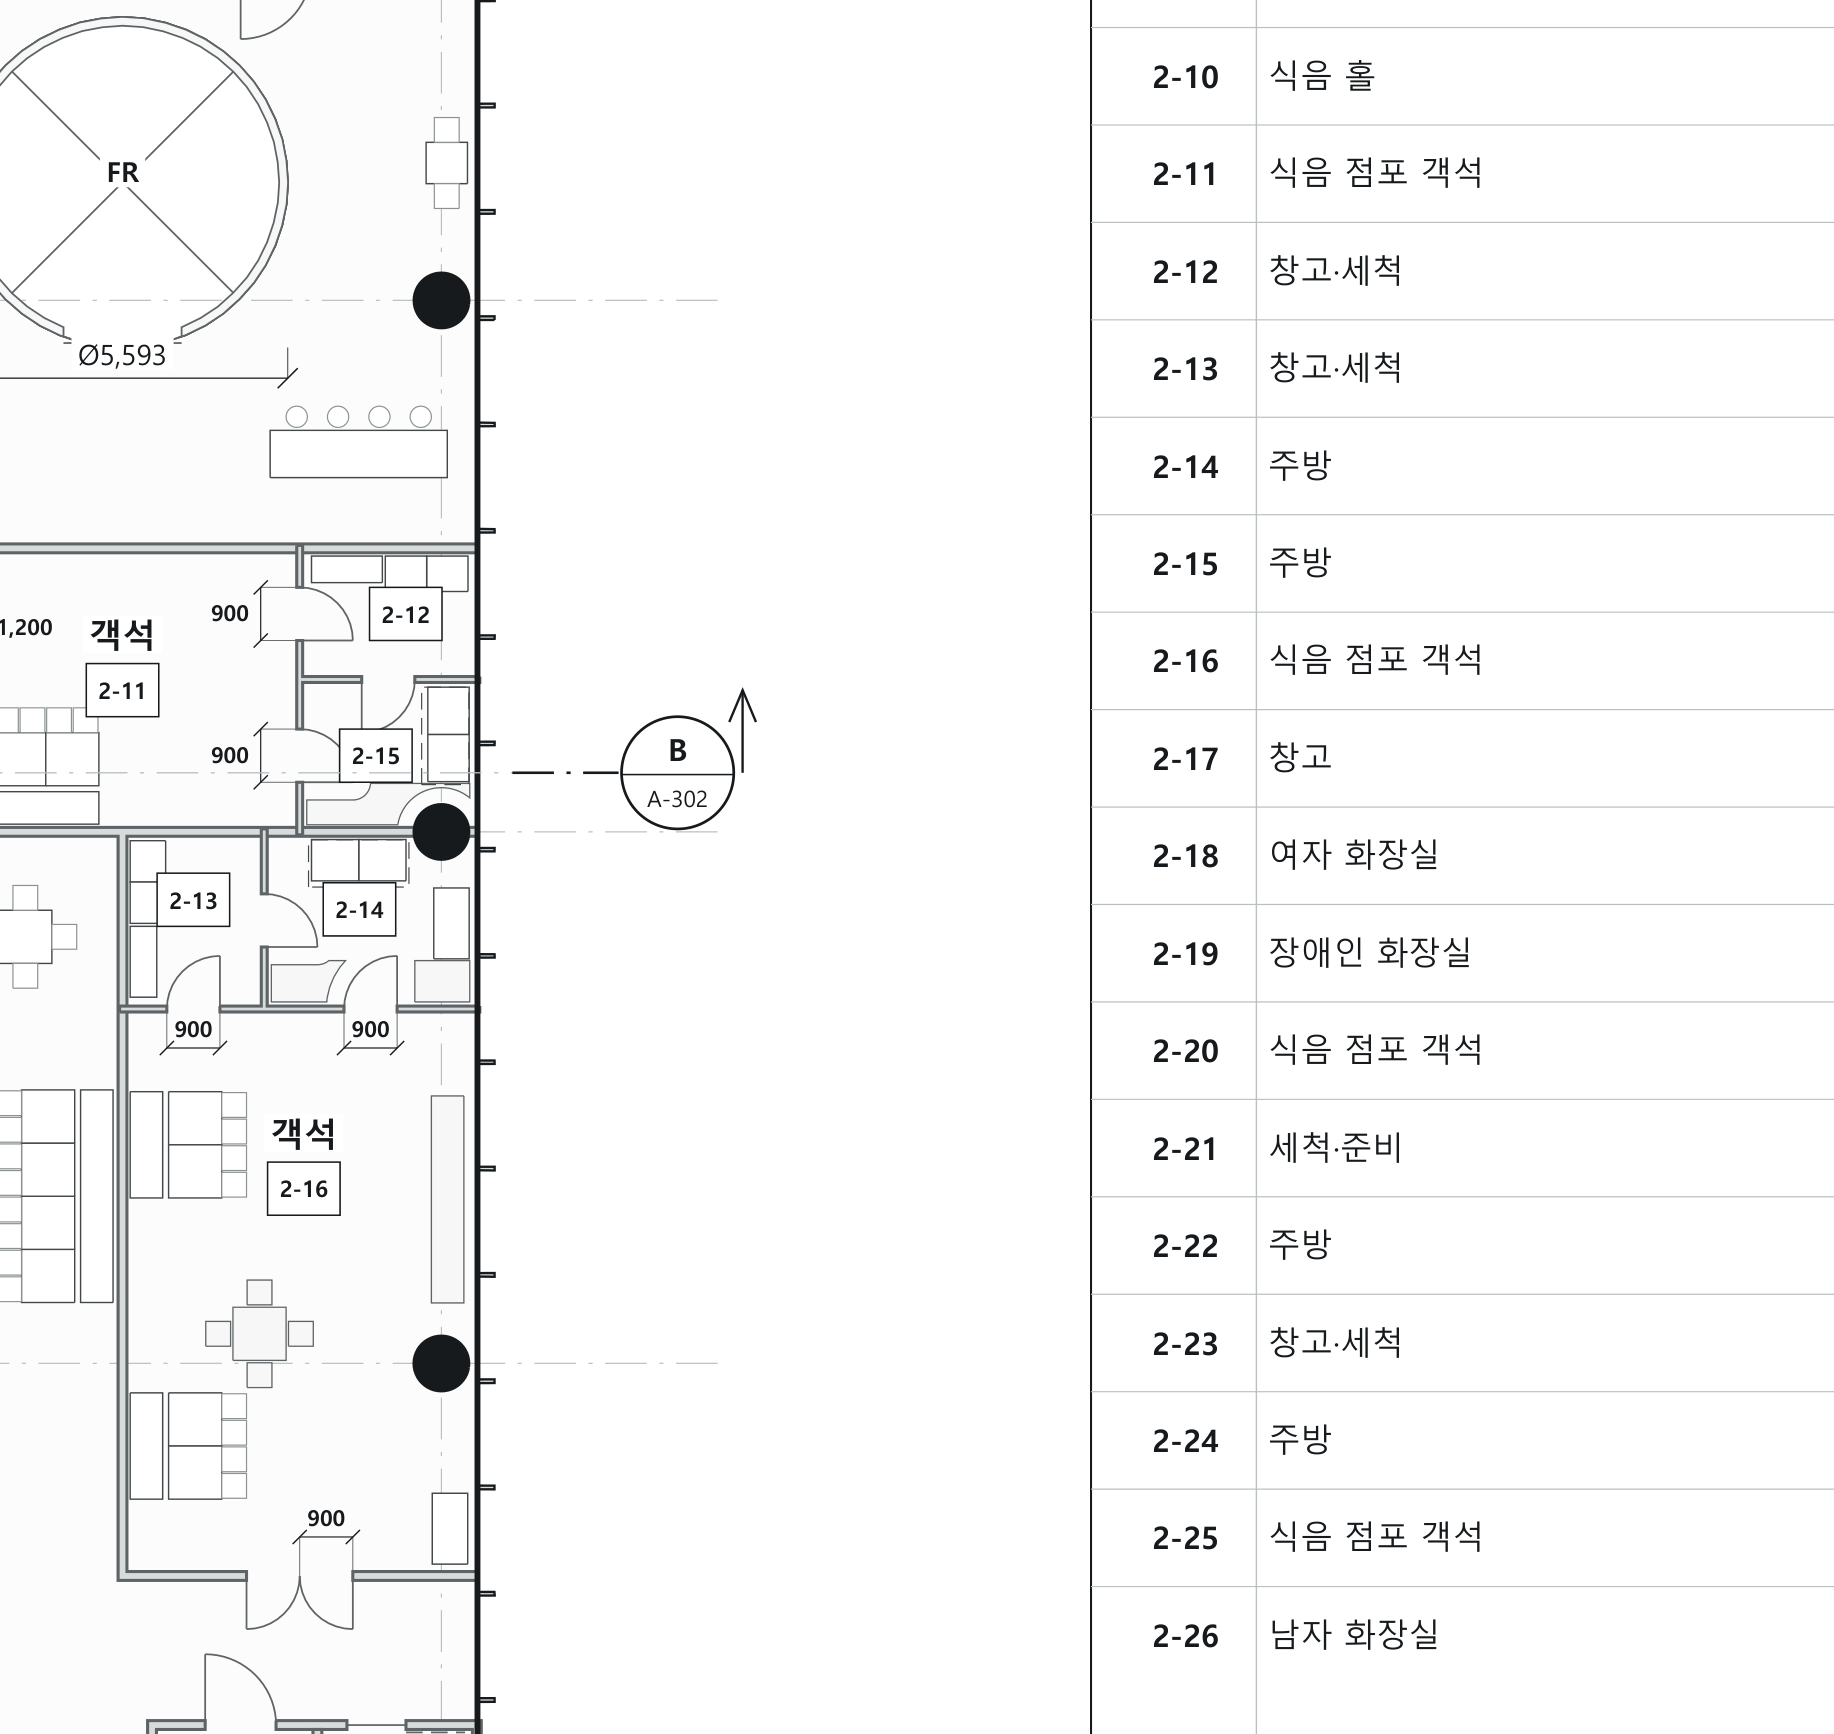 FR
Ø5,593
900
2-12
1,200
객석
2-11
900
2-15
B
A-302
2-13
2-14
900
900
객석
2-16
900
2-10 식음 홀
2-11 식음 점포 객석
2-12 창고·세척
2-13 창고·세척
2-14 주방
2-15 주방
2-16 식음 점포 객석
2-17 창고
2-18 여자 화장실
2-19 장애인 화장실
2-20 식음 점포 객석
2-21 세척·준비
2-22 주방
2-23 창고·세척
2-24 주방
2-25 식음 점포 객석
2-26 남자 화장실